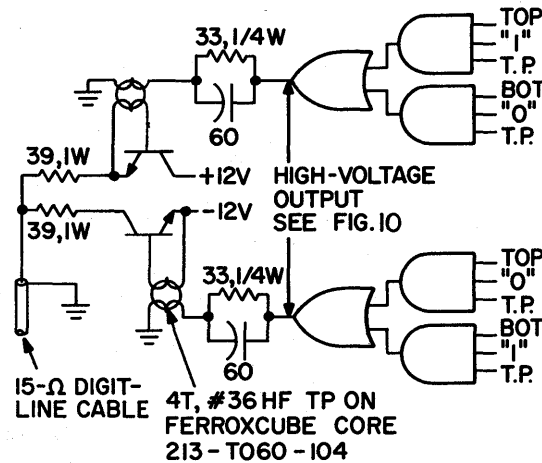 33,1/4W
60
TOP
"1"
T.P.
BOT
"0"
T.P.
39,1W
+12V
HIGH-VOLTAGE
OUTPUT
SEE FIG.10
-12V
39,1W
33,1/4W
60
TOP
"0"
T.P.
BOT
"1"
T.P.
15-Ω DIGIT-
LINE CABLE
4T, #36 HF TP ON
FERROXCUBE CORE
213-T060-104